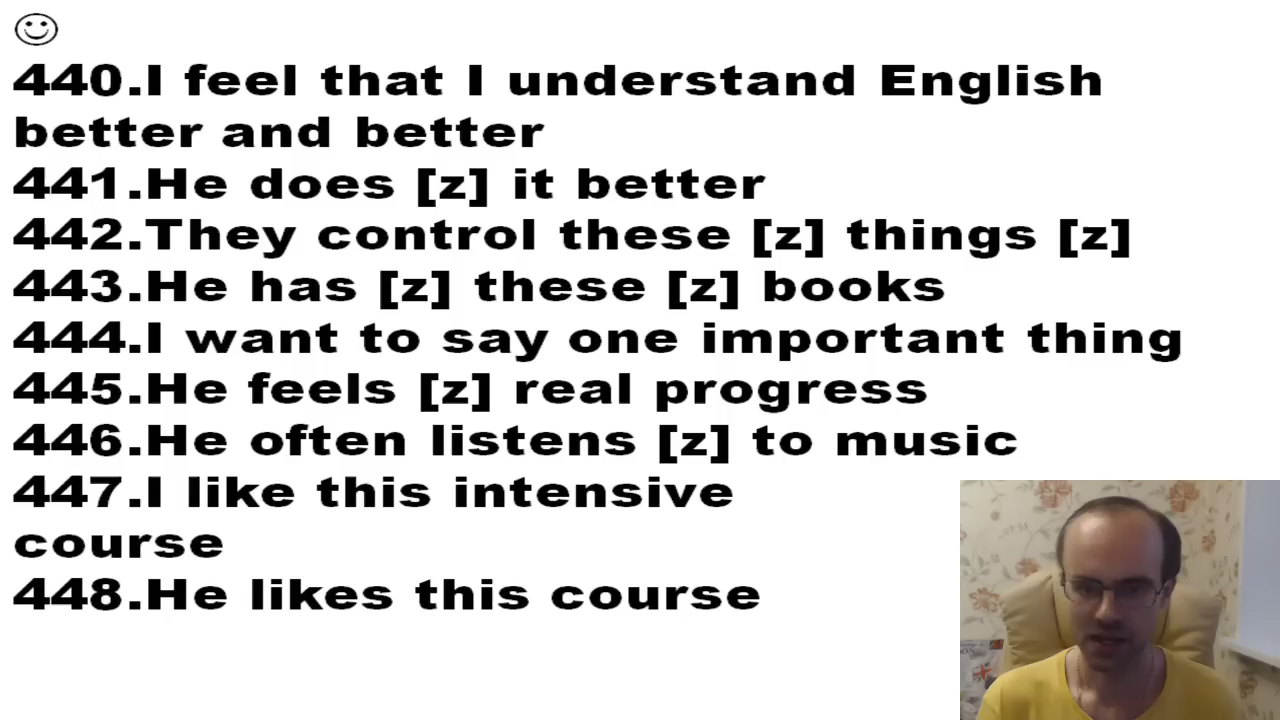 440.I feel that I understand English
better and better
441.He does [z] it better
442.They control these [z] things [z]
443.He has [z] these [z] books
444.I want to say one important thing
445.He feels [z] real progress
446.He often listens [z] to music
447.I like this intensive
course
448.He likes this course